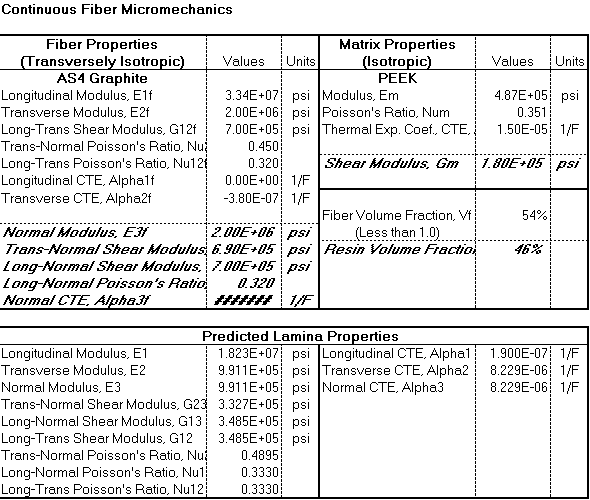 Continuous Fiber Micromechanics
Fiber Properties
(Transversely Isotropic) Values Units
AS4 Graphite
Longitudinal Modulus, E1f 3.34E+07 psi
Transverse Modulus, E2f 2.00E+06 psi
Long-Trans Shear Modulus, G12f 7.00E+05 psi
Trans-Normal Poisson's Ratio, Nu 0.450
Long-Trans Poisson's Ratio, Nu12f 0.320
Longitudinal CTE, Alpha1f 0.00E+00 1/F
Transverse CTE, Alpha2f -3.80E-07 1/F
Normal Modulus, E3f 2.00E+06 psi
Trans-Normal Shear Modulus, 6.90E+05 psi
Long-Normal Shear Modulus, 7.00E+05 psi
Long-Normal Poisson's Ratio 0.320
Normal CTE, Alpha3f ####### 1/F
Matrix Properties
(Isotropic) Values Units
PEEK
Modulus, Em 4.87E+05 psi
Poisson's Ratio, Num 0.351
Thermal Exp. Coef., CTE, 1.50E-05 1/F
Shear Modulus, Gm 1.80E+05 psi
Fiber Volume Fraction, Vf 54%
(Less than 1.0)
Resin Volume Fractio 46%
Predicted Lamina Properties
Longitudinal Modulus, E1 1.823E+07 psi
Transverse Modulus, E2 9.911E+05 psi
Normal Modulus, E3 9.911E+05 psi
Trans-Normal Shear Modulus, G23 3.327E+05 psi
Long-Normal Shear Modulus, G13 3.485E+05 psi
Long-Trans Shear Modulus, G12 3.485E+05 psi
Trans-Normal Poisson's Ratio, Nu 0.4895
Long-Normal Poisson's Ratio, Nu1 0.3330
Long-Trans Poisson's Ratio, Nu12 0.3330
Longitudinal CTE, Alpha1 1.900E-07 1/F
Transverse CTE, Alpha2 8.229E-06 1/F
Normal CTE, Alpha3 8.229E-06 1/F